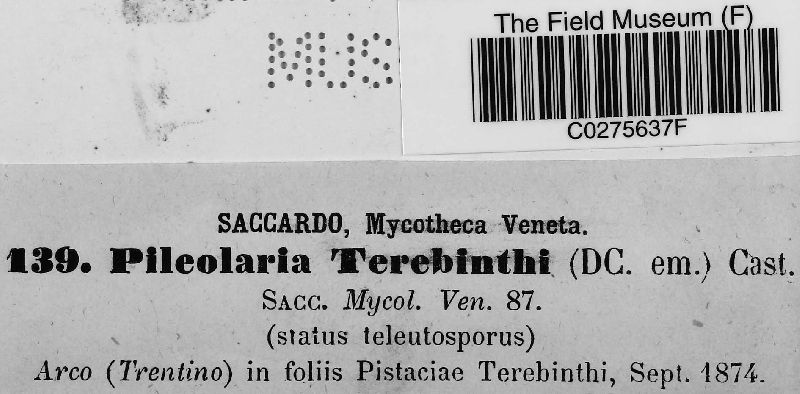 MUS
The Field Museum (F)
C0275637F
SACCARDO, Mycotheca Veneta.
139. Pileolaria Terebinthi (DC. em.) Cast.
SACC. Mycol. Ven. 87.
(status teleutosporus)
Arco (Trentino) in foliis Pistaciae Terebinthi, Sept. 1874.